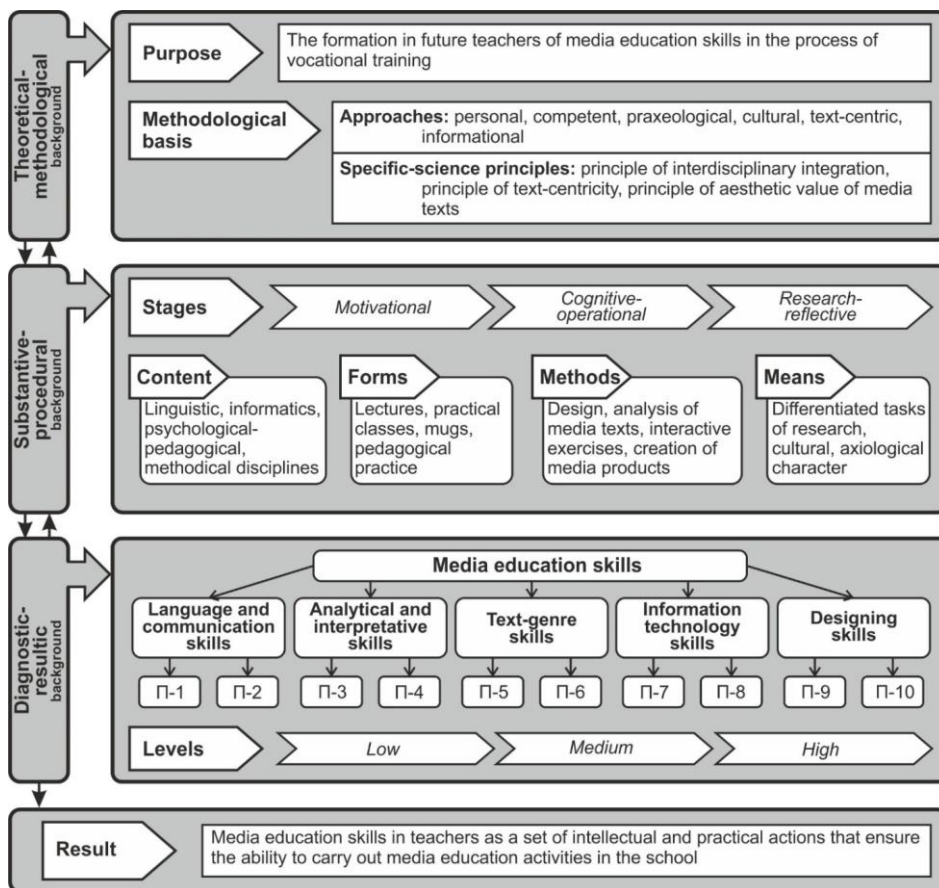 Theoretical-
methodological
background
Purpose
The formation in future teachers of media education skills in the process of
vocational training
Methodological
basis
Approaches: personal, competent, praxeological, cultural, text-centric,
informational
Specific-science principles: principle of interdisciplinary integration,
principle of text-centricity, principle of aesthetic value of media
texts
Substantive-
procedural
background
Stages
Motivational
Cognitive-
operational
Research-
reflective
Content
Linguistic, informatics,
psychological-
pedagogical,
methodical disciplines
Forms
Lectures, practical
classes, mugs,
pedagogical
practice
Methods
Design, analysis of
media texts, interactive
exercises, creation of
media products
Means
Differentiated tasks
of research,
cultural, axiological
character
Diagnostic-
resultic
background
Media education skills
Language and
communication
skills
Analytical and
interpretative
skills
Text-genre
skills
Information
technology
skills
Designing
skills
П-1
П-2
П-3
П-4
П-5
П-6
П-7
П-8
П-9
П-10
Levels
Low
Medium
High
Result
Media education skills in teachers as a set of intellectual and practical actions that ensure
the ability to carry out media education activities in the school